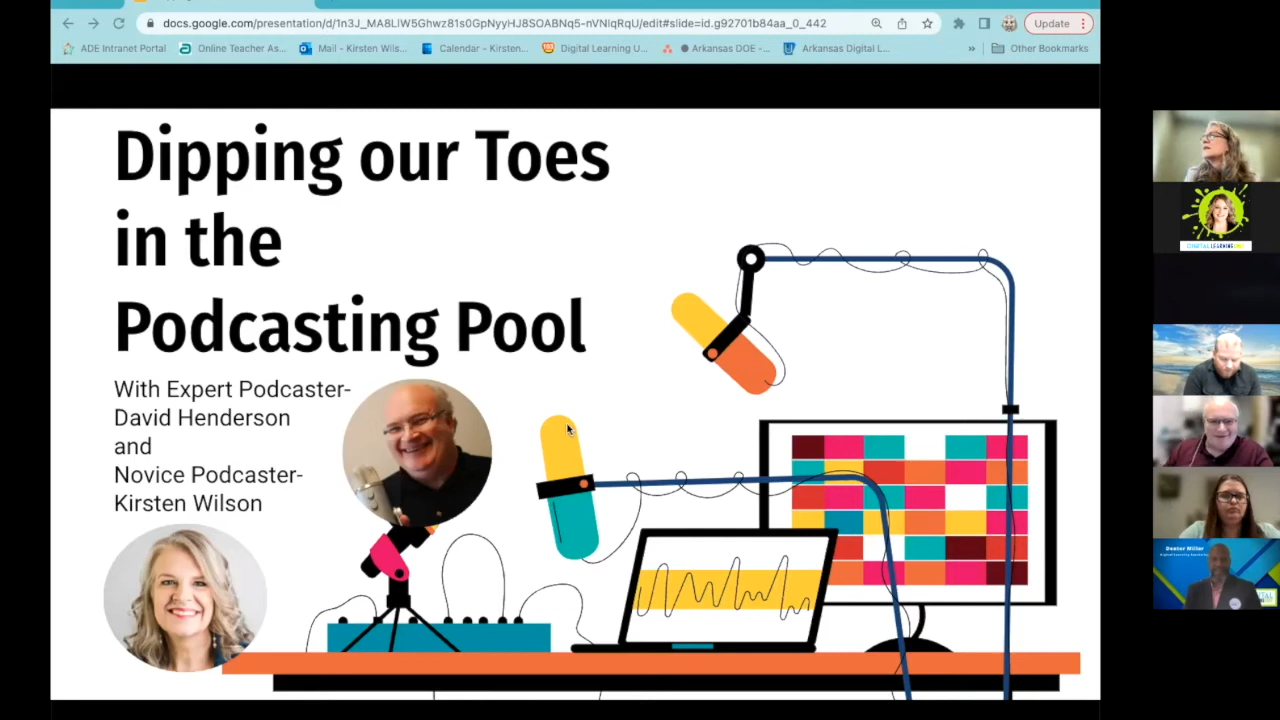 docs.google.com/presentation/d/1n3J_MA8LIW5Ghwz81s0GpNyyHJ8SOABNq5-nVNlqRqU/edit#slide=id.g92701b84aa_0_442
Update
ADE Intranet Portal
Online Teacher As...
Mail - Kirsten Wils...
Calendar - Kirsten...
Digital Learning U...
Arkansas DOE -...
Arkansas Digital L...
»
Other Bookmarks
Dipping our Toes
in the
Podcasting Pool
With Expert Podcaster-
David Henderson
and
Novice Podcaster-
Kirsten Wilson
Dexter Miller